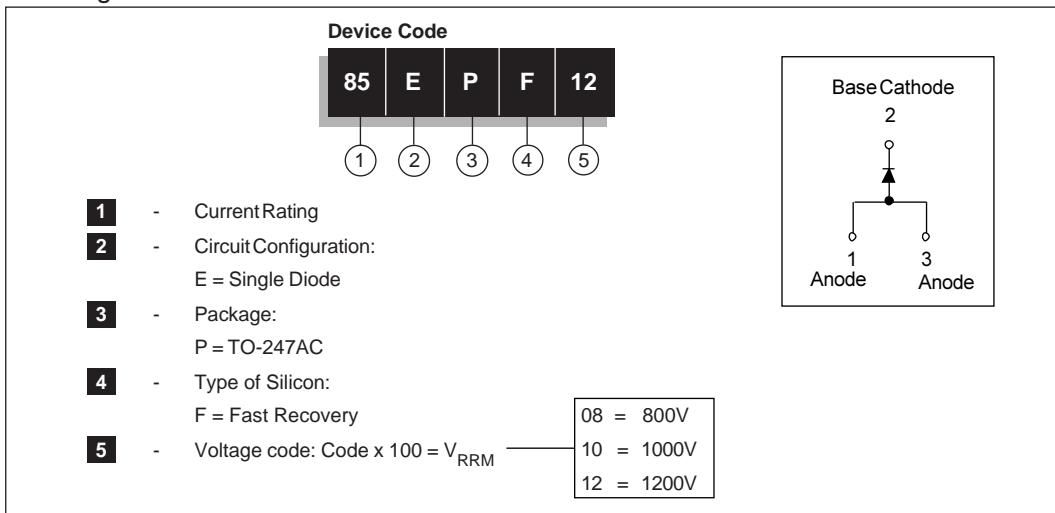 Device Code
85 E P F 12
1 2 3 4 5
1 - Current Rating
2 - Circuit Configuration:
E = Single Diode
3 - Package:
P = TO-247AC
4 - Type of Silicon:
F = Fast Recovery
5 - Voltage code: Code x 100 = VRRM
08 = 800V
10 = 1000V
12 = 1200V
Base Cathode
2
1 3
Anode Anode